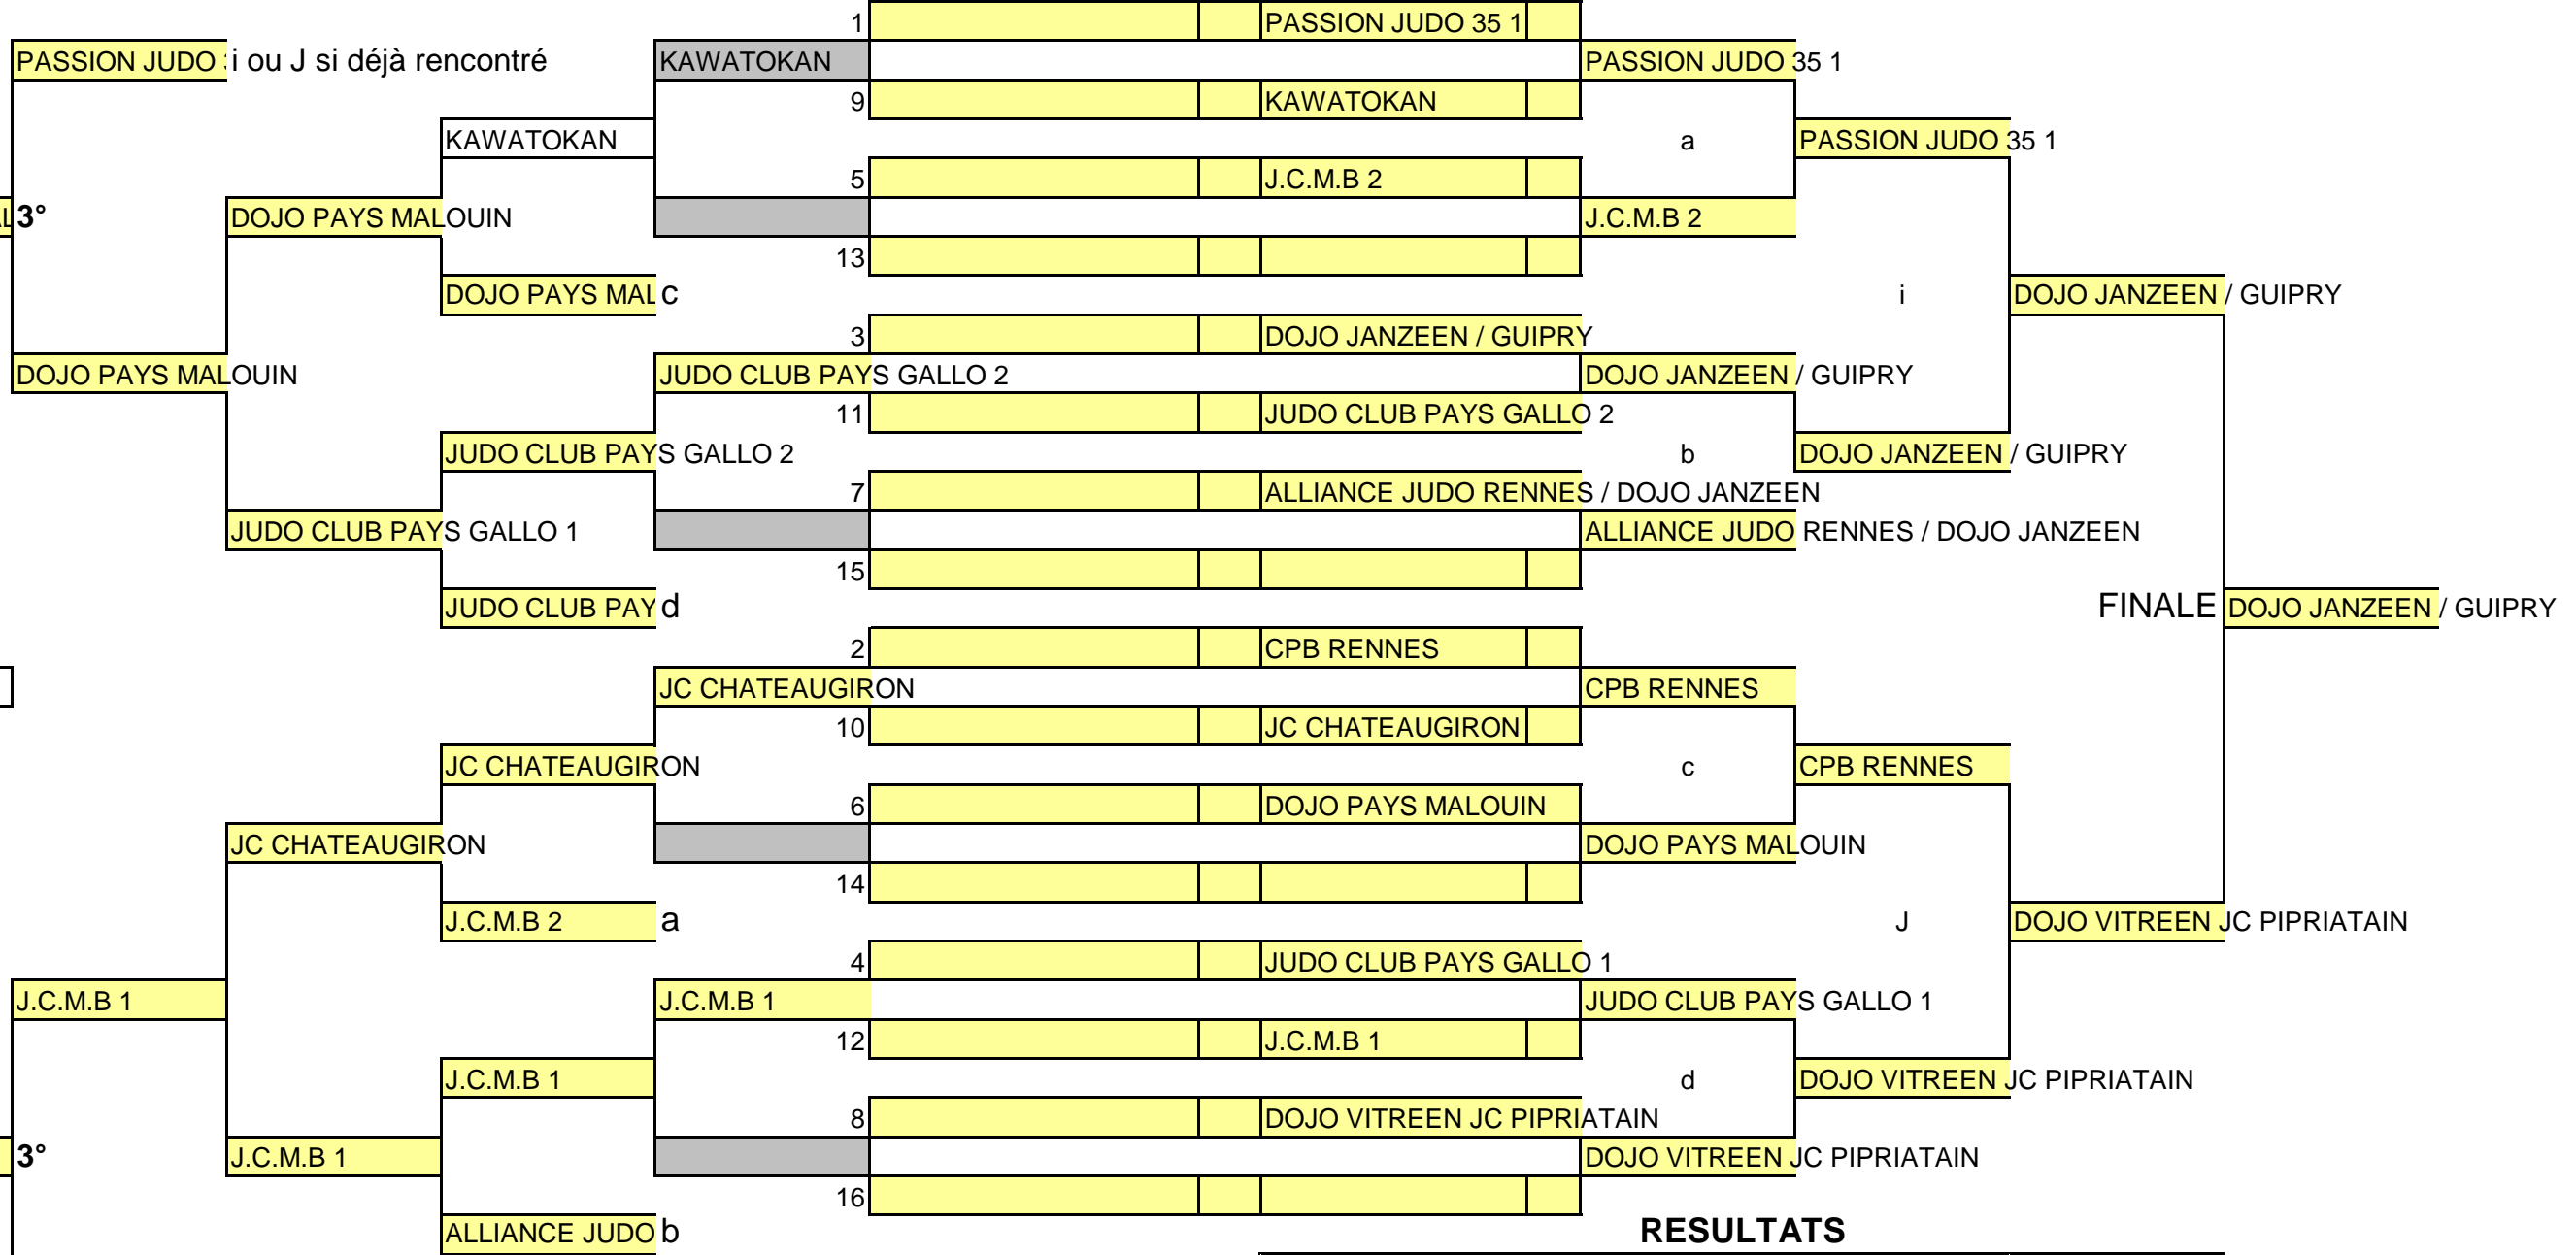 1 PASSION JUDO 35 1
PASSION JUDO i ou J si déjà rencontré KAWATOKAN PASSION JUDO 35 1
9 KAWATOKAN
KAWATOKAN a PASSION JUDO 35 1
5 J.C.M.B 2
3° DOJO PAYS MALOUIN J.C.M.B 2
13
DOJO PAYS MAL c i DOJO JANZEEN / GUIPRY
3 DOJO JANZEEN / GUIPRY
DOJO PAYS MALOUIN JUDO CLUB PAYS GALLO 2 DOJO JANZEEN / GUIPRY
11 JUDO CLUB PAYS GALLO 2
JUDO CLUB PAYS GALLO 2 b DOJO JANZEEN / GUIPRY
7 ALLIANCE JUDO RENNES / DOJO JANZEEN
JUDO CLUB PAYS GALLO 1 ALLIANCE JUDO RENNES / DOJO JANZEEN
15
JUDO CLUB PAY d FINALE DOJO JANZEEN / GUIPRY
2 CPB RENNES
JC CHATEAUGIRON CPB RENNES
10 JC CHATEAUGIRON
JC CHATEAUGIRON c CPB RENNES
6 DOJO PAYS MALOUIN
JC CHATEAUGIRON DOJO PAYS MALOUIN
14
J.C.M.B 2 a J DOJO VITREEN JC PIPRIATAIN
4 JUDO CLUB PAYS GALLO 1
J.C.M.B 1 J.C.M.B 1 JUDO CLUB PAYS GALLO 1
12 J.C.M.B 1
J.C.M.B 1 d DOJO VITREEN JC PIPRIATAIN
8 DOJO VITREEN JC PIPRIATAIN
3° J.C.M.B 1 DOJO VITREEN JC PIPRIATAIN
16
ALLIANCE JUDO b RESULTATS